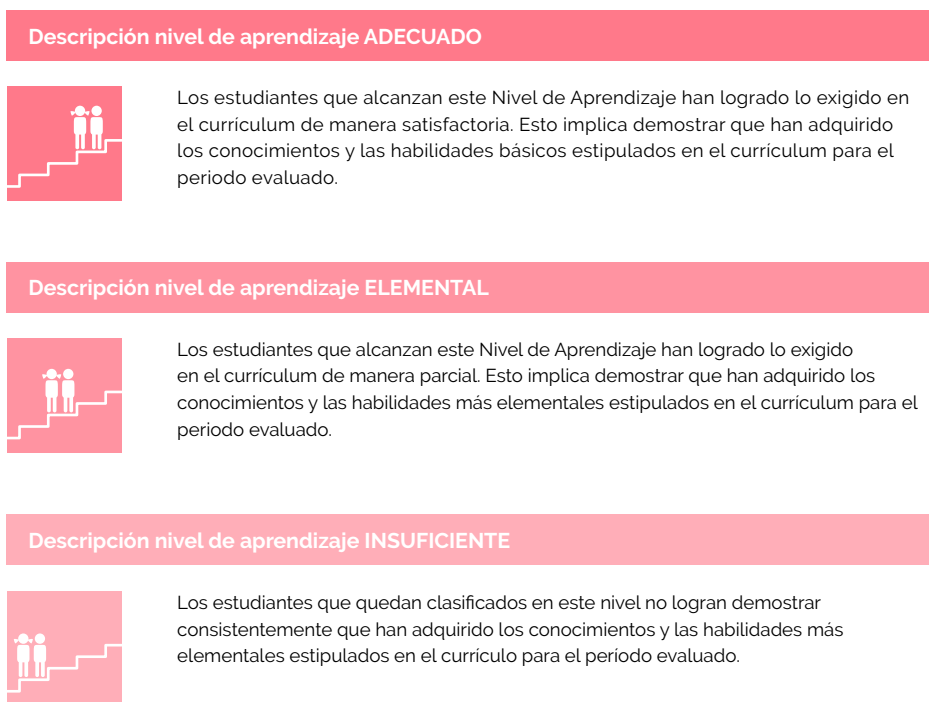 Descripción nivel de aprendizaje ADECUADO
Los estudiantes que alcanzan este Nivel de Aprendizaje han logrado lo exigido en
el currículum de manera satisfactoria. Esto implica demostrar que han adquirido
los conocimientos y las habilidades básicos estipulados en el currículum para el
periodo evaluado.
Descripción nivel de aprendizaje ELEMENTAL
Los estudiantes que alcanzan este Nivel de Aprendizaje han logrado lo exigido
en el currículum de manera parcial. Esto implica demostrar que han adquirido los
conocimientos y las habilidades más elementales estipulados en el currículum para el
periodo evaluado.
Descripción nivel de aprendizaje INSUFICIENTE
Los estudiantes que quedan clasificados en este nivel no logran demostrar
consistentemente que han adquirido los conocimientos y las habilidades más
elementales estipulados en el currículo para el período evaluado.